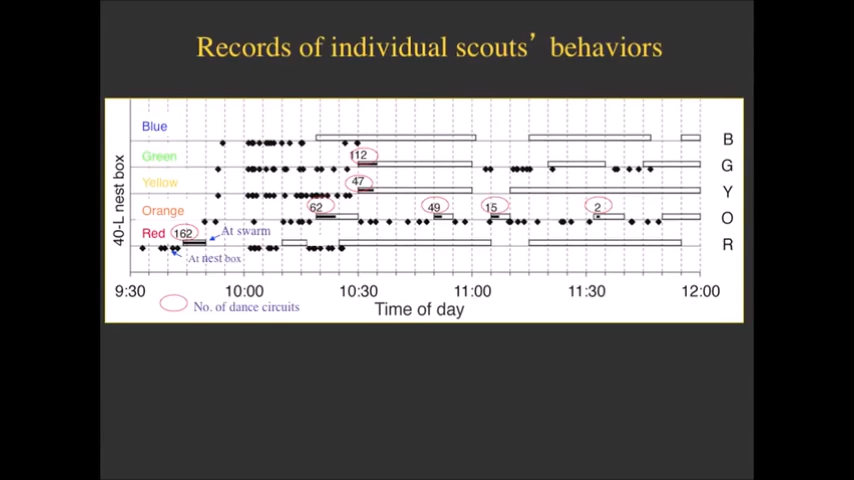 Records of individual scouts’ behaviors
Blue
B
112
Green
G
47
Yellow
Y
62
49
15
2
Orange
O
162
Red
At swarm
R
At nest box
40-L nest box
9:30 10:00 10:30 11:00 11:30 12:00
No. of dance circuits
Time of day